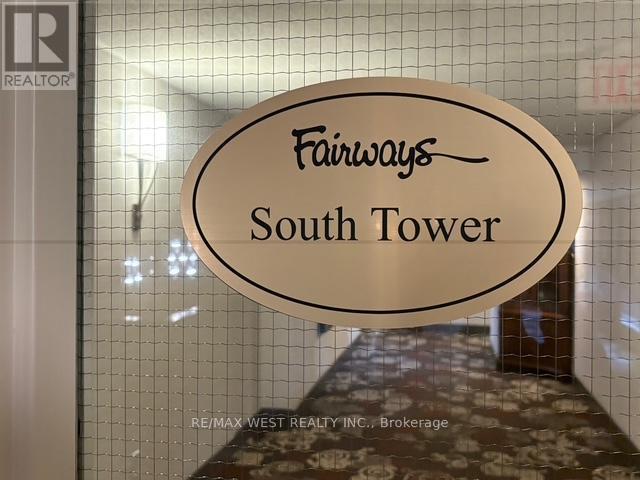 REALTOR®
Fairways
South Tower
RE/MAX WEST REALTY INC., Brokerage